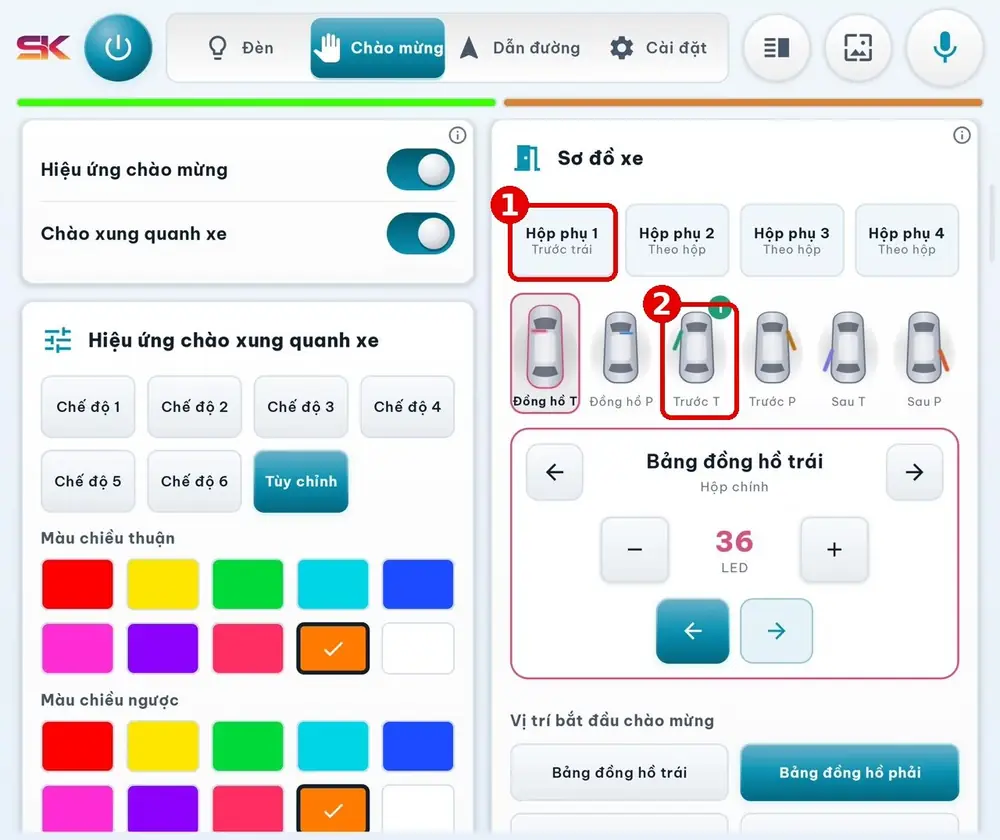 SK
Đèn
Chào mừng
Dẫn đường
Cài đặt
Hiệu ứng chào mừng
Chào xung quanh xe
Hiệu ứng chào xung quanh xe
Chế độ 1
Chế độ 2
Chế độ 3
Chế độ 4
Chế độ 5
Chế độ 6
Tùy chỉnh
Màu chiều thuận
Màu chiều ngược
Sơ đồ xe
1
Hộp phụ 1
Trước trái
Hộp phụ 2
Theo hộp
Hộp phụ 3
Theo hộp
Hộp phụ 4
Theo hộp
2
1
Đồng hồ T
Đồng hồ P
Trước T
Trước P
Sau T
Sau P
Bảng đồng hồ trái
Hộp chính
−
36
+
LED
Vị trí bắt đầu chào mừng
Bảng đồng hồ trái
Bảng đồng hồ phải